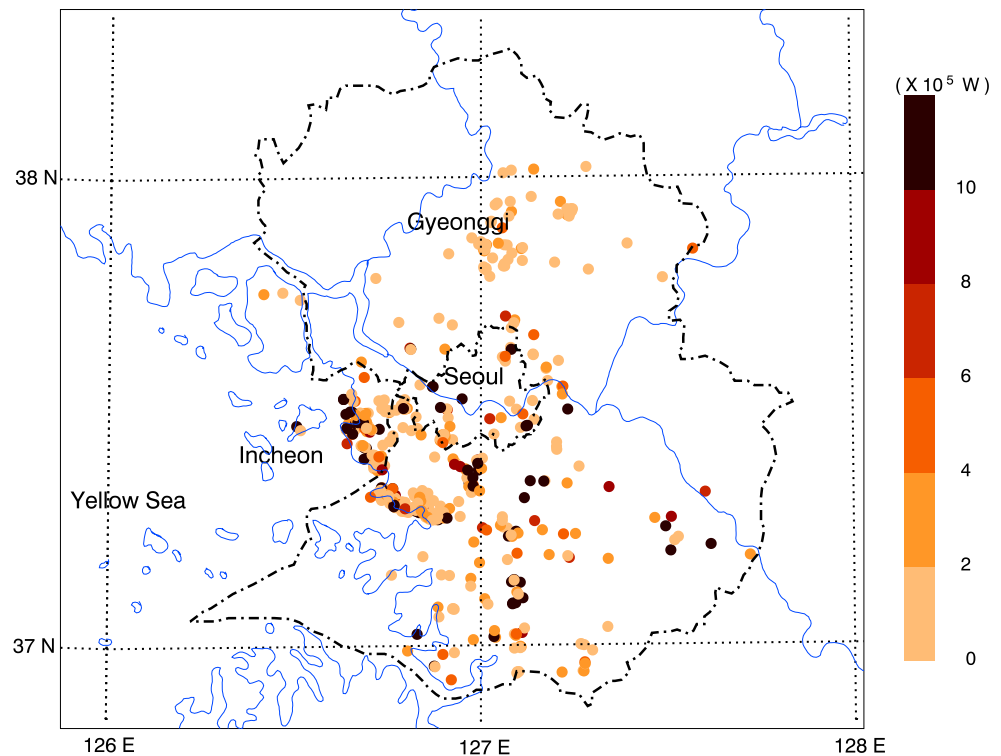 ( X 10⁵ W )
10
8
6
4
2
0
38 N
37 N
Gyeonggi
Seoul
Incheon
Yellow Sea
126 E
127 E
128 E